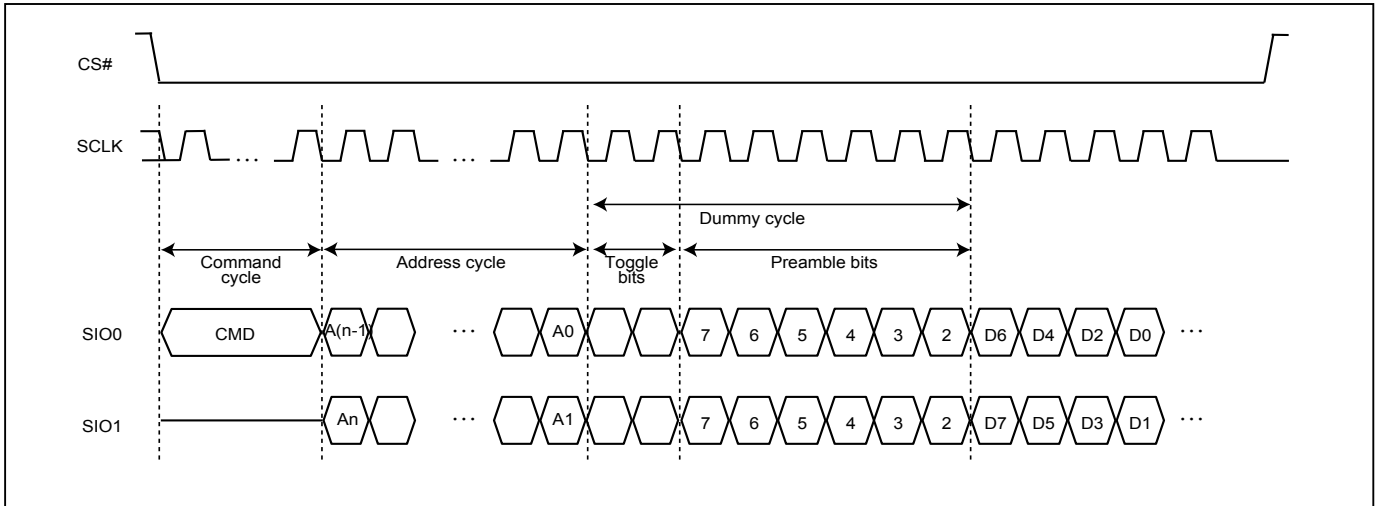 CS#
SCLK ... ...
Dummy cycle
Command cycle Address cycle Toggle bits Preamble bits
SIO0 CMD A(n-1) ... A0 7 6 5 4 3 2 D6 D4 D2 D0 ...
SIO1 An ... A1 7 6 5 4 3 2 D7 D5 D3 D1 ...